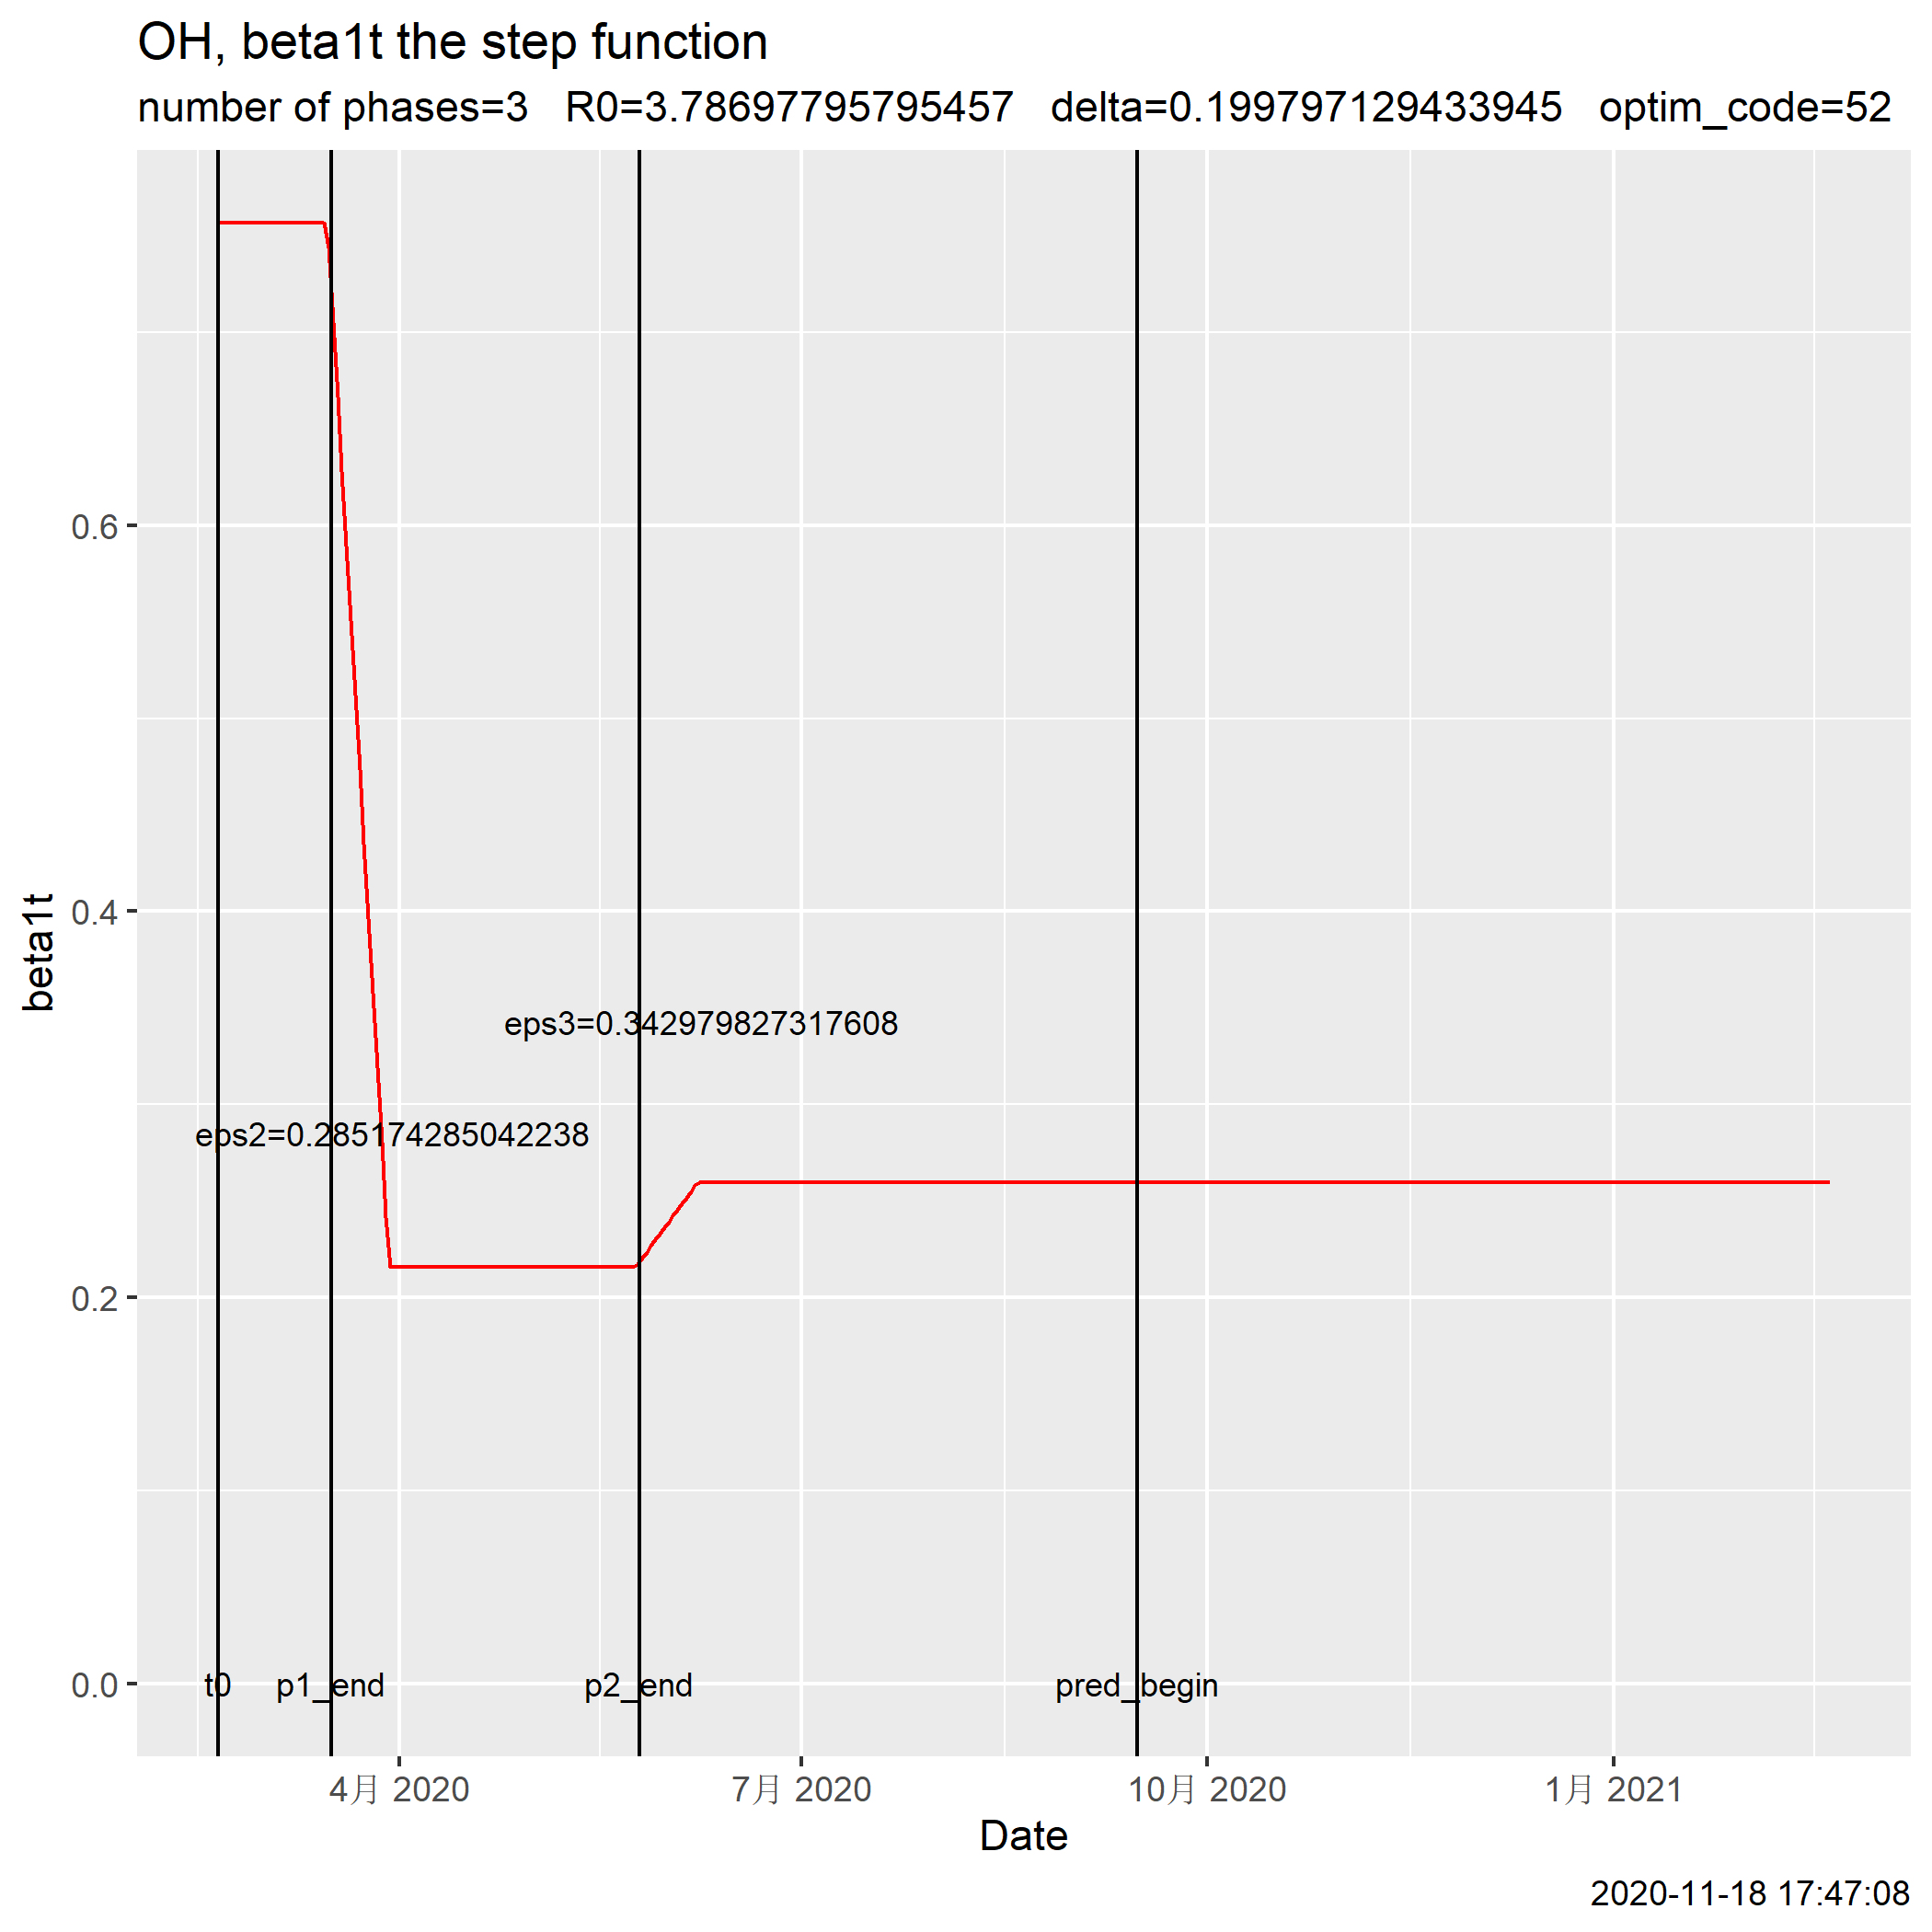 OH, beta1t the step function
number of phases=3   R0=3.78697795795457   delta=0.199797129433945   optim_code=52
beta1t
0.6
0.4
0.2
0.0
eps3=0.342979827317608
eps2=0.285174285042238
t0 p1_end p2_end pred_begin
4月 2020 7月 2020 10月 2020 1月 2021
Date
2020-11-18 17:47:08